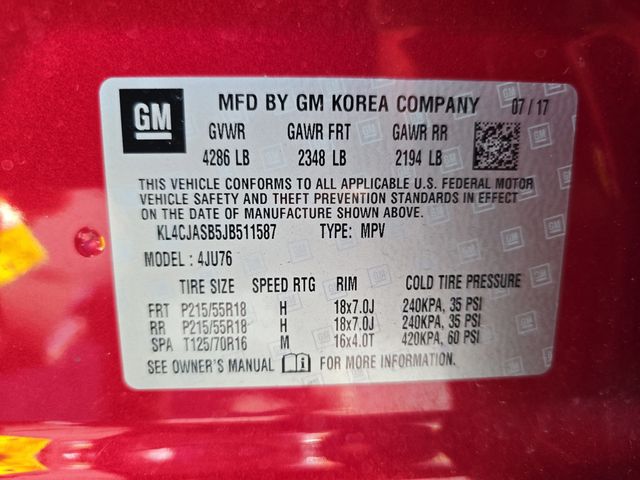 GM
MFD BY GM KOREA COMPANY 07/17
GVWR GAWR FRT GAWR RR
4286 LB 2348 LB 2194 LB
THIS VEHICLE CONFORMS TO ALL APPLICABLE U.S. FEDERAL MOTOR
VEHICLE SAFETY AND THEFT PREVENTION STANDARDS IN EFFECT
ON THE DATE OF MANUFACTURE SHOWN ABOVE.
KL4CJASB5JB511587 TYPE: MPV
MODEL: 4JU76
TIRE SIZE SPEED RTG RIM COLD TIRE PRESSURE
FRT P215/55R18 H 18x7.0J 240KPA, 35 PSI
RR P215/55R18 H 18x7.0J 240KPA, 35 PSI
SPA T125/70R16 M 16x4.0T 420KPA, 60 PSI
SEE OWNER'S MANUAL FOR MORE INFORMATION.